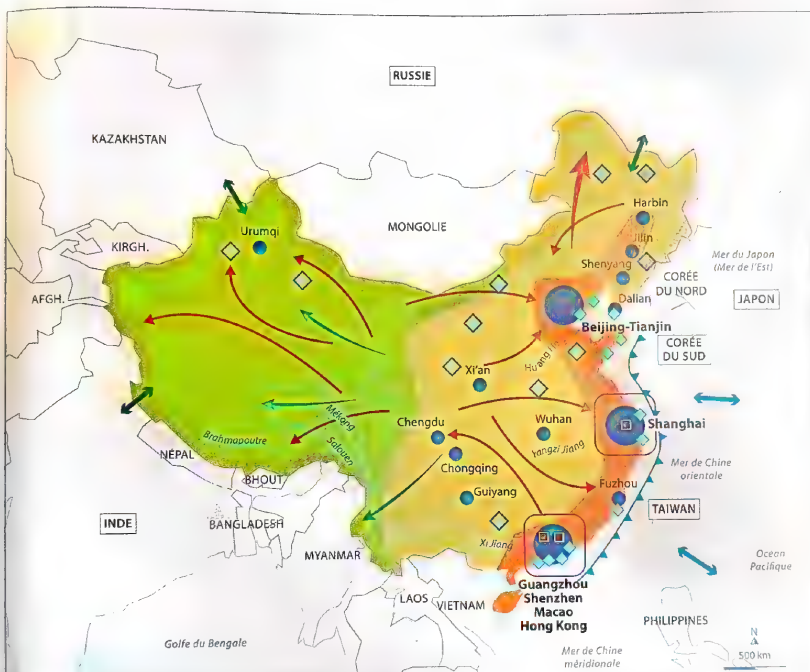 RUSSIE
KAZAKHSTAN
Harbin
Urumqi
MONGOLIE
Jilin
KIRGH.
Shenyang
Mer du Japon
(Mer de l'Est)
CORÉE
DU NORD
AFGH.
Dalian
JAPON
Beijing-Tianjin
CORÉE
DU SUD
Huang He
Xi'an
Mékong
Chengdu
Wuhan
Shanghai
Brahmapoutre
Salouen
Yangzi Jiang
NÉPAL
Chongqing
Mer de Chine
orientale
BHOUT.
Guiyang
Fuzhou
INDE
BANGLADESH
TAIWAN
Xi Jiang
MYANMAR
Ocean
Pacifique
Guangzhou
Shenzhen
Macao
Hong Kong
LAOS
VIETNAM
PHILIPPINES
N
Golfe du Bengale
500 km
Mer de Chine
méridionale